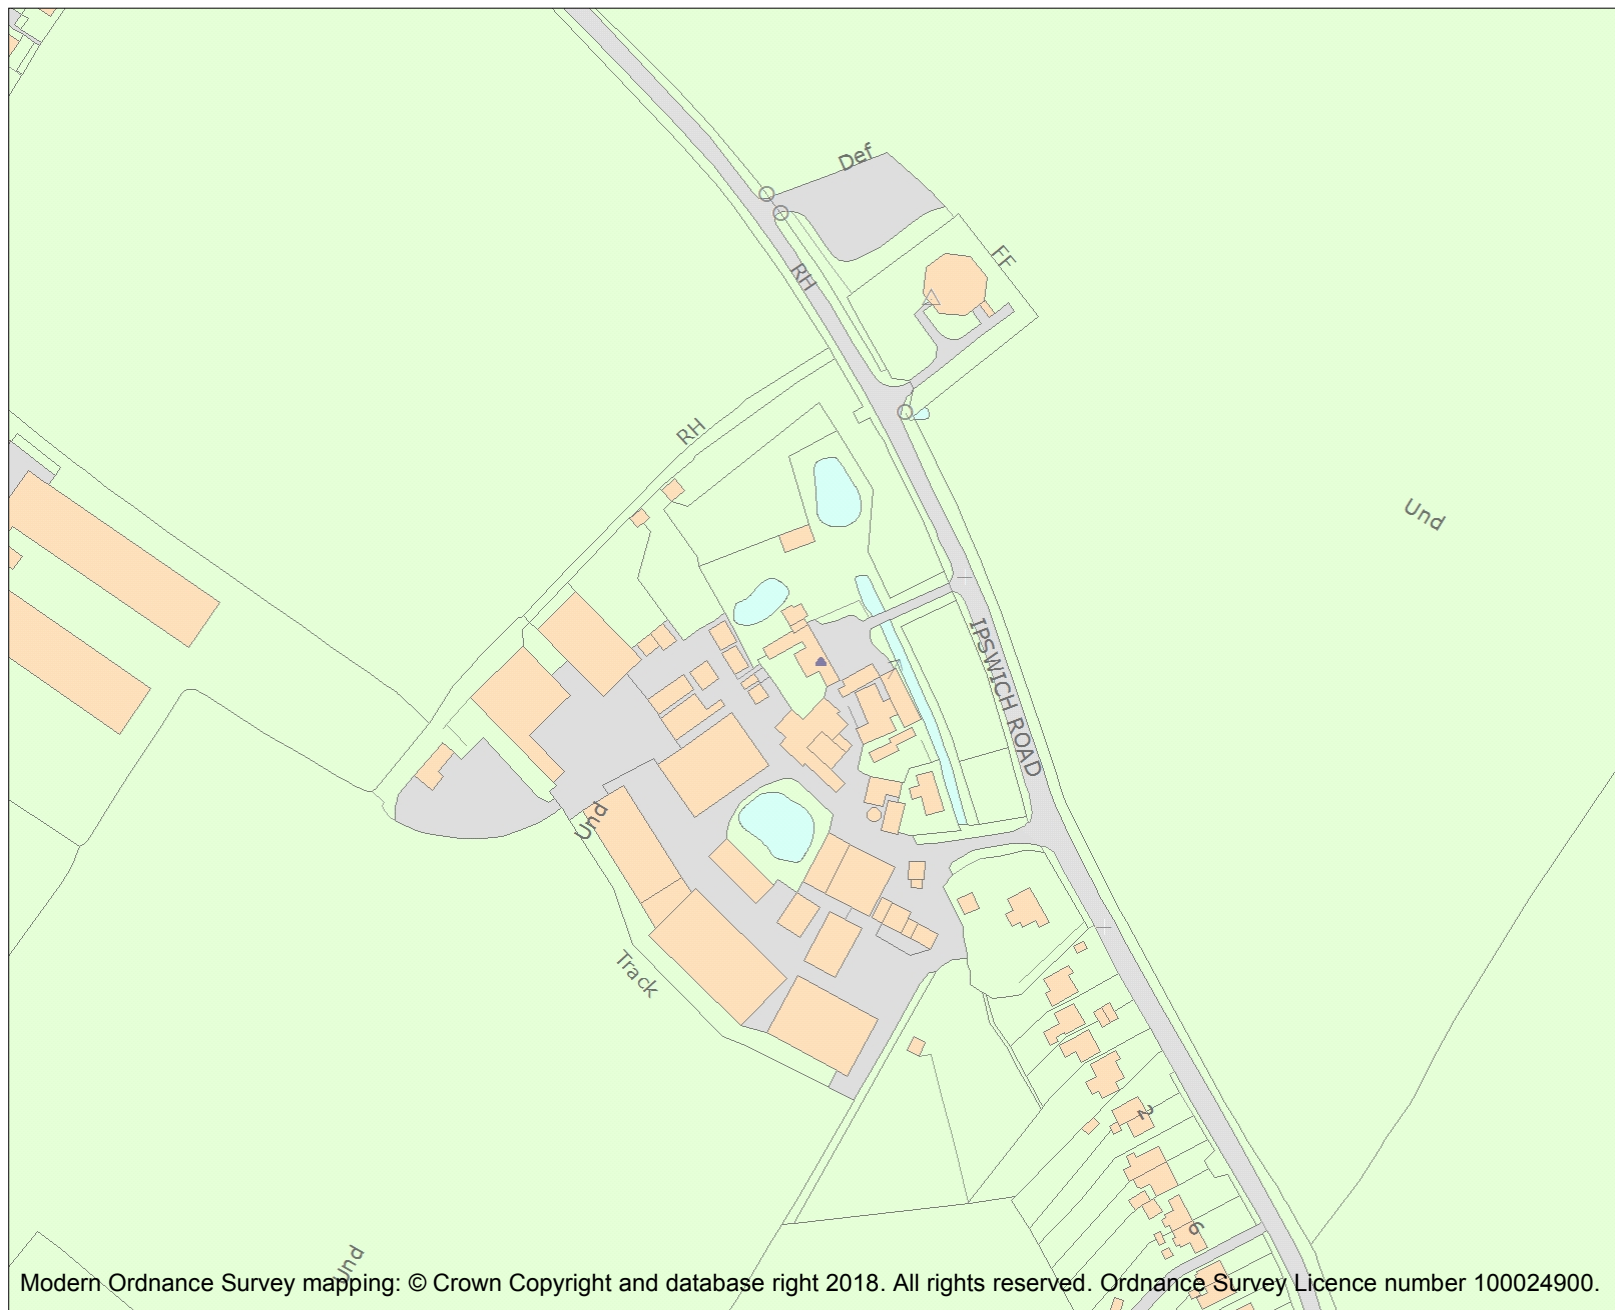 Def
FF
RH
RH
Und
IPSWICH ROAD
Und
Track
2
6
Und
Modern Ordnance Survey mapping: © Crown Copyright and database right 2018. All rights reserved. Ordnance Survey Licence number 100024900.